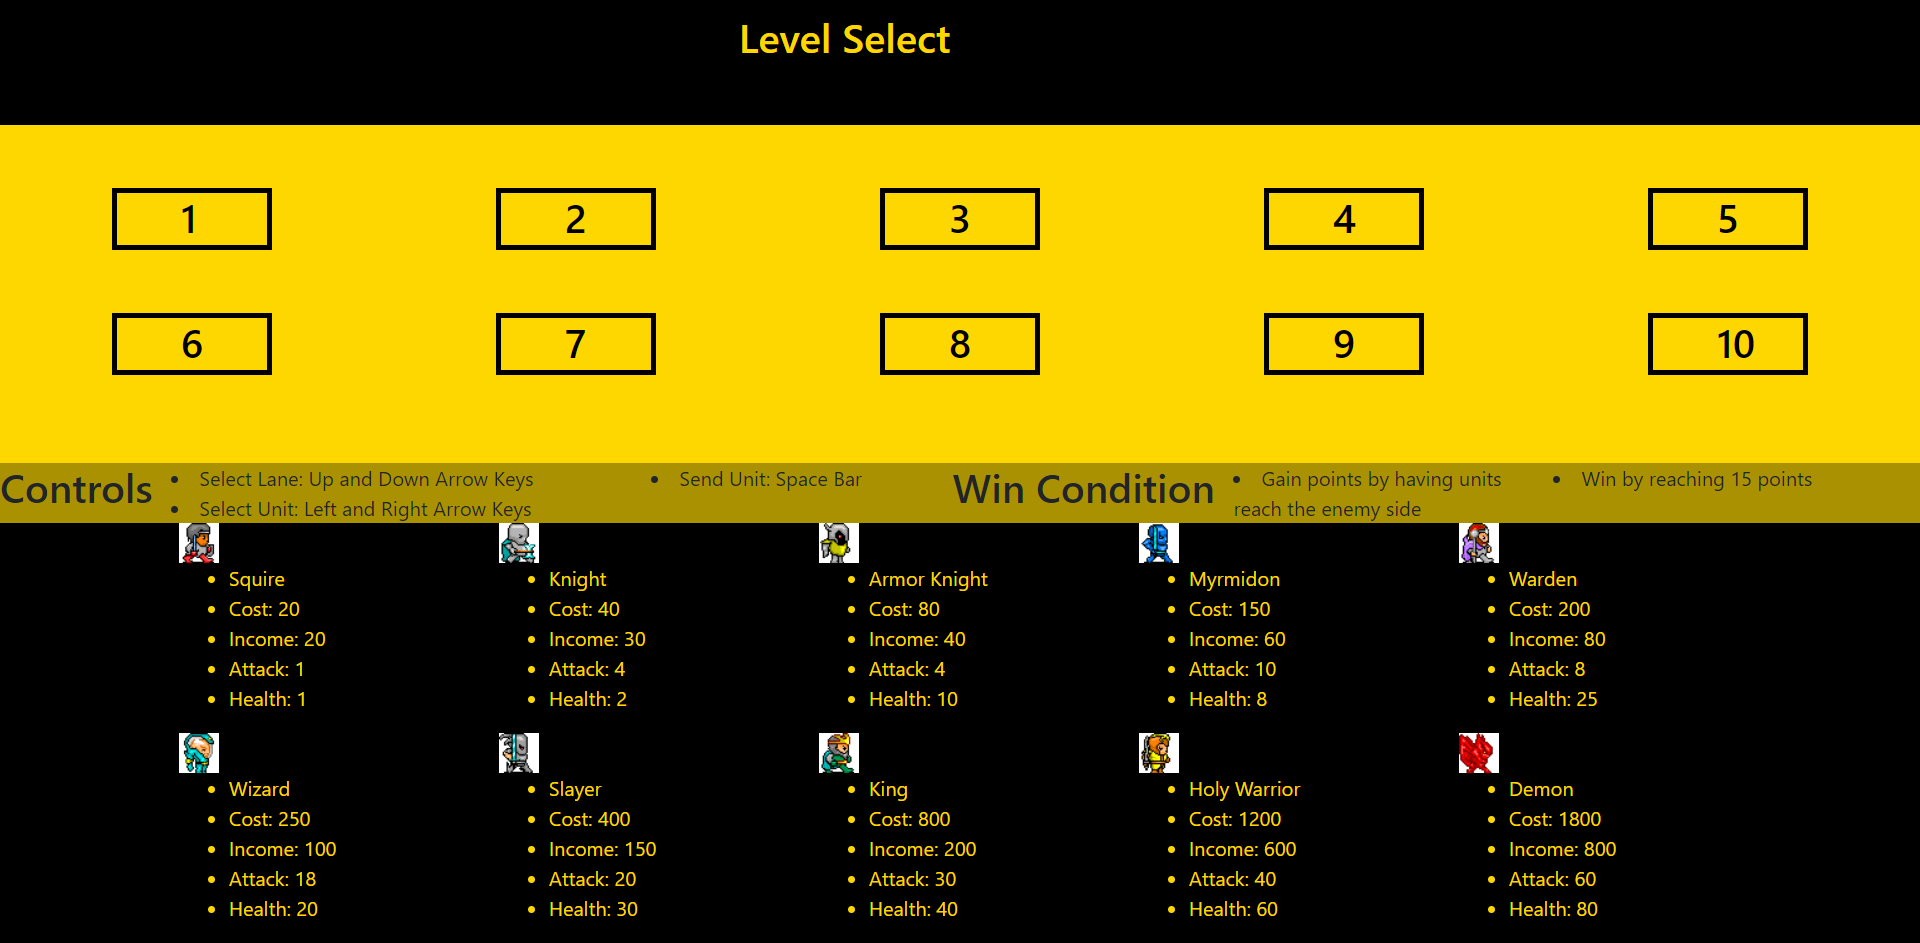 Level Select
1 2 3 4 5
6 7 8 9 10
Controls
Select Lane: Up and Down Arrow Keys
Select Unit: Left and Right Arrow Keys
Send Unit: Space Bar
Win Condition
Gain points by having units
reach the enemy side
Win by reaching 15 points
Squire
Cost: 20
Income: 20
Attack: 1
Health: 1
Knight
Cost: 40
Income: 30
Attack: 4
Health: 2
Armor Knight
Cost: 80
Income: 40
Attack: 4
Health: 10
Myrmidon
Cost: 150
Income: 60
Attack: 10
Health: 8
Warden
Cost: 200
Income: 80
Attack: 8
Health: 25
Wizard
Cost: 250
Income: 100
Attack: 18
Health: 20
Slayer
Cost: 400
Income: 150
Attack: 20
Health: 30
King
Cost: 800
Income: 200
Attack: 30
Health: 40
Holy Warrior
Cost: 1200
Income: 600
Attack: 40
Health: 60
Demon
Cost: 1800
Income: 800
Attack: 60
Health: 80